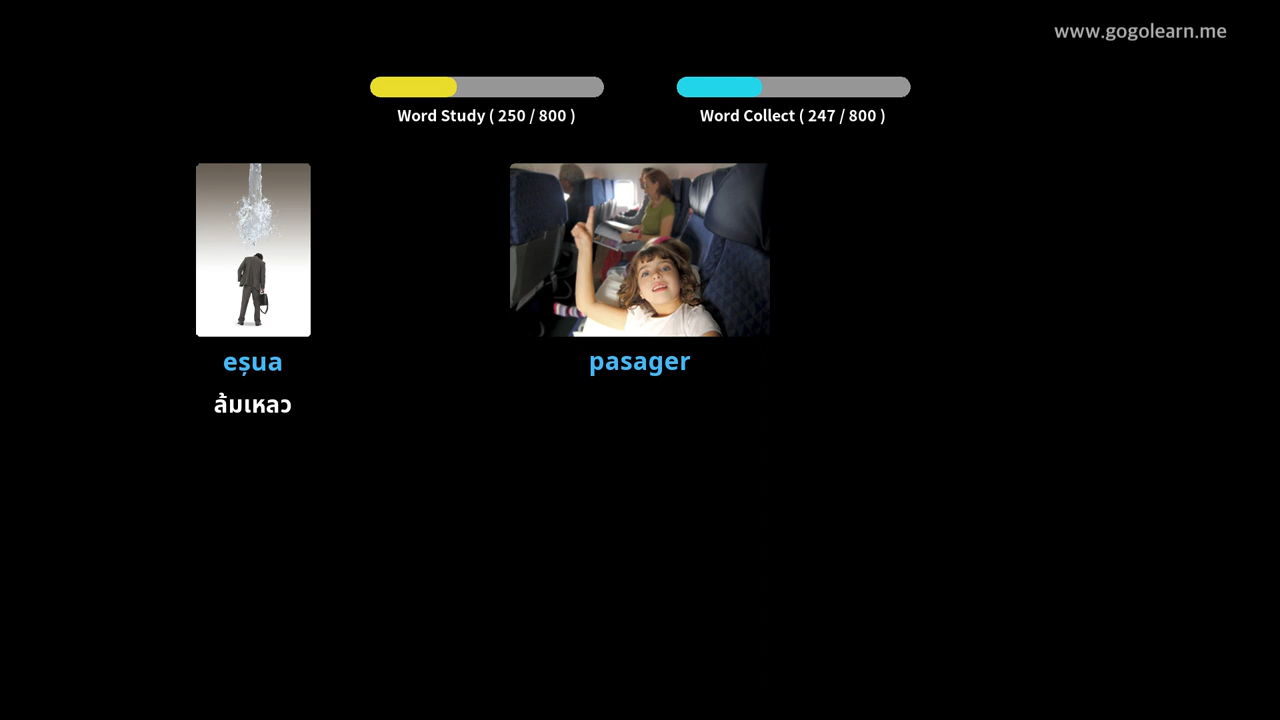 www.gogolearn.me
Word Study ( 250 / 800 )
Word Collect ( 247 / 800 )
eșua
ล้มเหลว
pasager